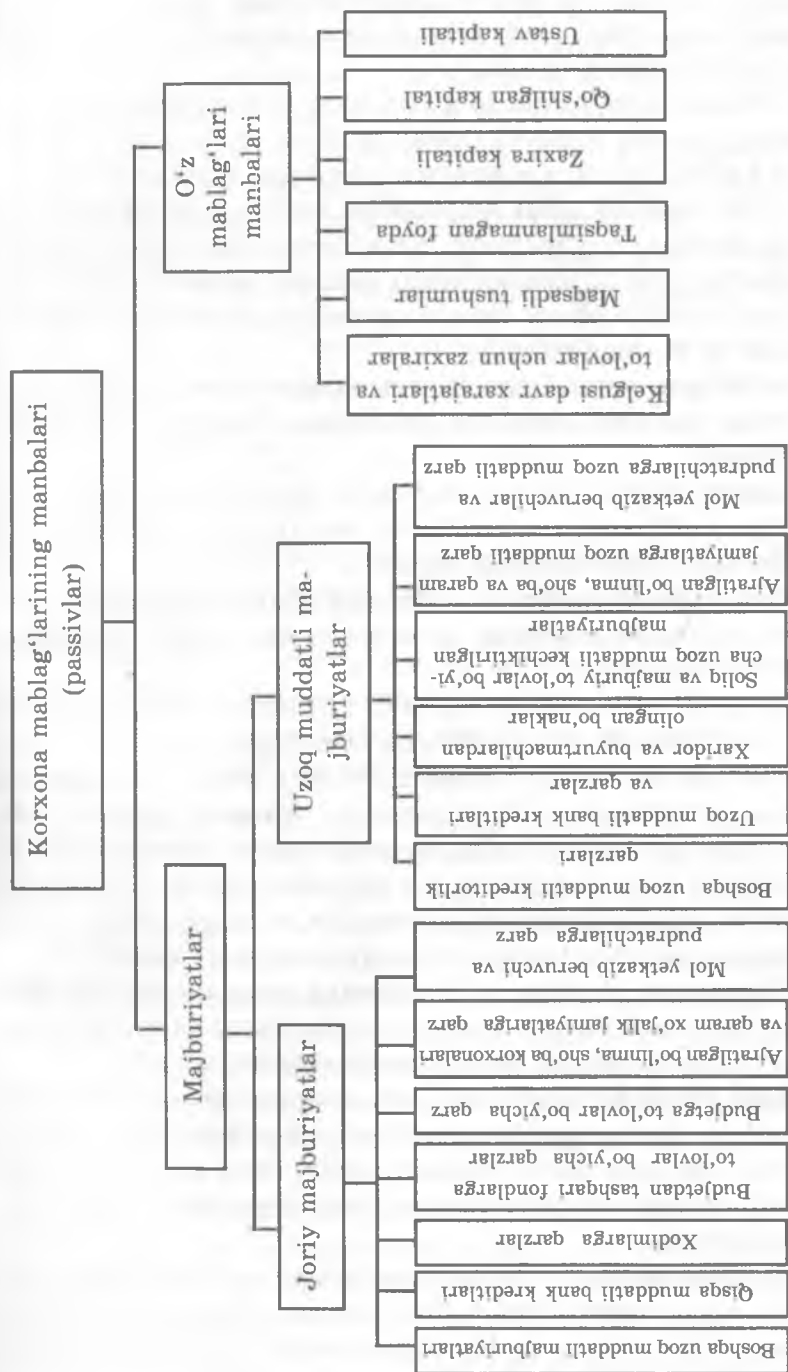 Korxona mablag‘larining manbalari
(passivlar)
Majburiyatlar
O‘z
mablag‘lari
manbalari
Joriy majburiyatlar
Uzoq muddatli ma-
jburiyatlar
Boshqa uzoq muddatli majburiyatlari
Qisqa muddatli bank kreditlari
Xodimlarga qarzlar
Budjetdan tashqari fondlarga
to‘lovlar bo‘yicha qarzlar
Budjetga to‘lovlar bo‘yicha qarz
Ajratilgan bo‘linma, sho‘ba korxonalari
va qaram xo‘jalik jamiyatlariga qarz
Mol yetkazib beruvchi va
pudratchilarga qarz
Boshqa uzoq muddatli kreditorlik
qarzlari
Uzoq muddatli bank kreditlari
va qarzlar
Xaridor va buyurtmachilardan
olingan bo‘naklar
Soliq va majburiy to‘lovlar bo‘yi-
cha uzoq muddatli kechiktirilgan
majburiyatlar
Ajratilgan bo‘linma, sho‘ba va qaram
jamiyatlarga uzoq muddatli qarz
Mol yetkazib beruvchilar va
pudratchilarga uzoq muddatli qarz
Kelgusi davr xarajatlari va
to‘lovlar uchun zaxiralar
Maqsadli tushumlar
Taqsimlanmagan foyda
Zaxira kapitali
Qo‘shilgan kapital
Ustav kapitali